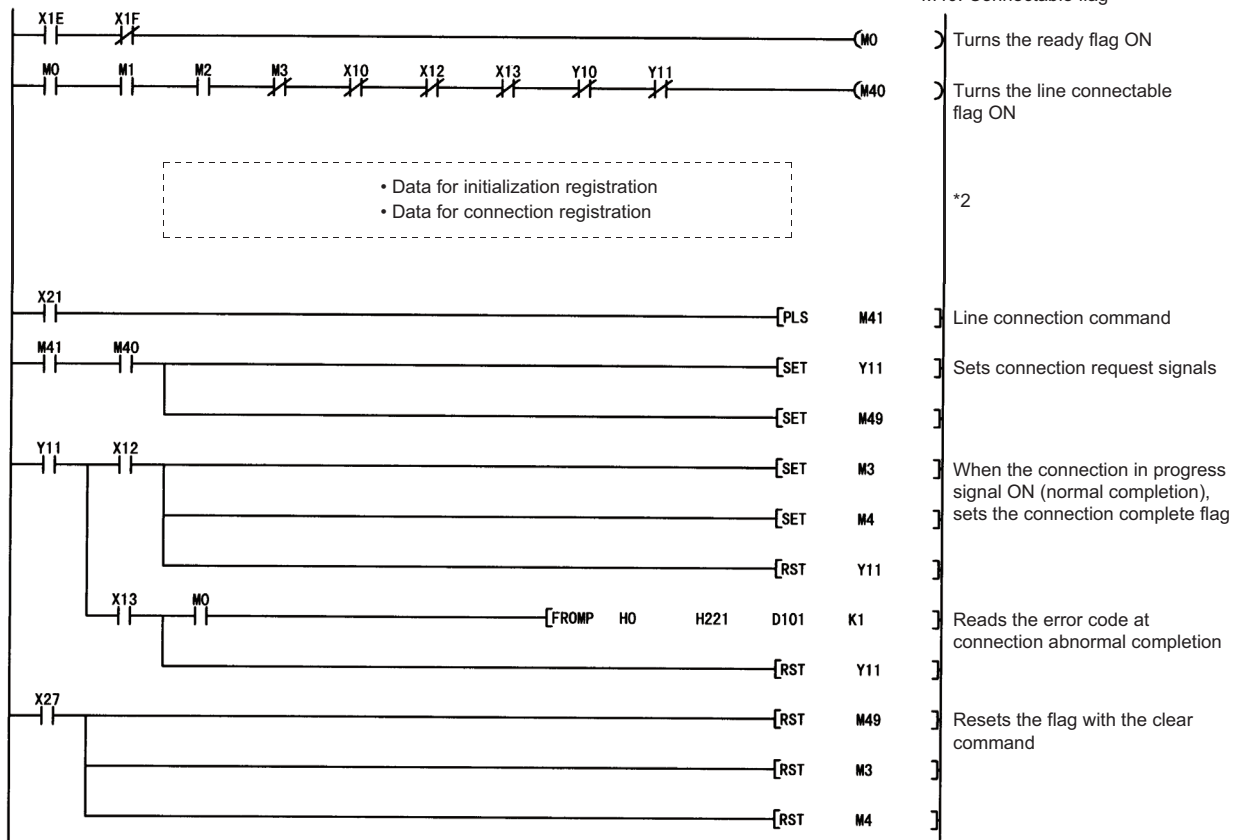 X1E X1F
(M0 ) Turns the ready flag ON
M0 M1 M2 M3 X10 X12 X13 Y10 Y11
(M40 ) Turns the line connectable
flag ON
• Data for initialization registration
• Data for connection registration
*2
X21
[PLS M41 ] Line connection command
M41 M40
[SET Y11 ] Sets connection request signals
[SET M49 ]
Y11 X12
[SET M3 ] When the connection in progress
signal ON (normal completion),
sets the connection complete flag
[SET M4 ]
[RST Y11 ]
X13 M0
[FROMP H0 H221 D101 K1 ] Reads the error code at
connection abnormal completion
[RST Y11 ]
X27
[RST M49 ] Resets the flag with the clear
command
[RST M3 ]
[RST M4 ]